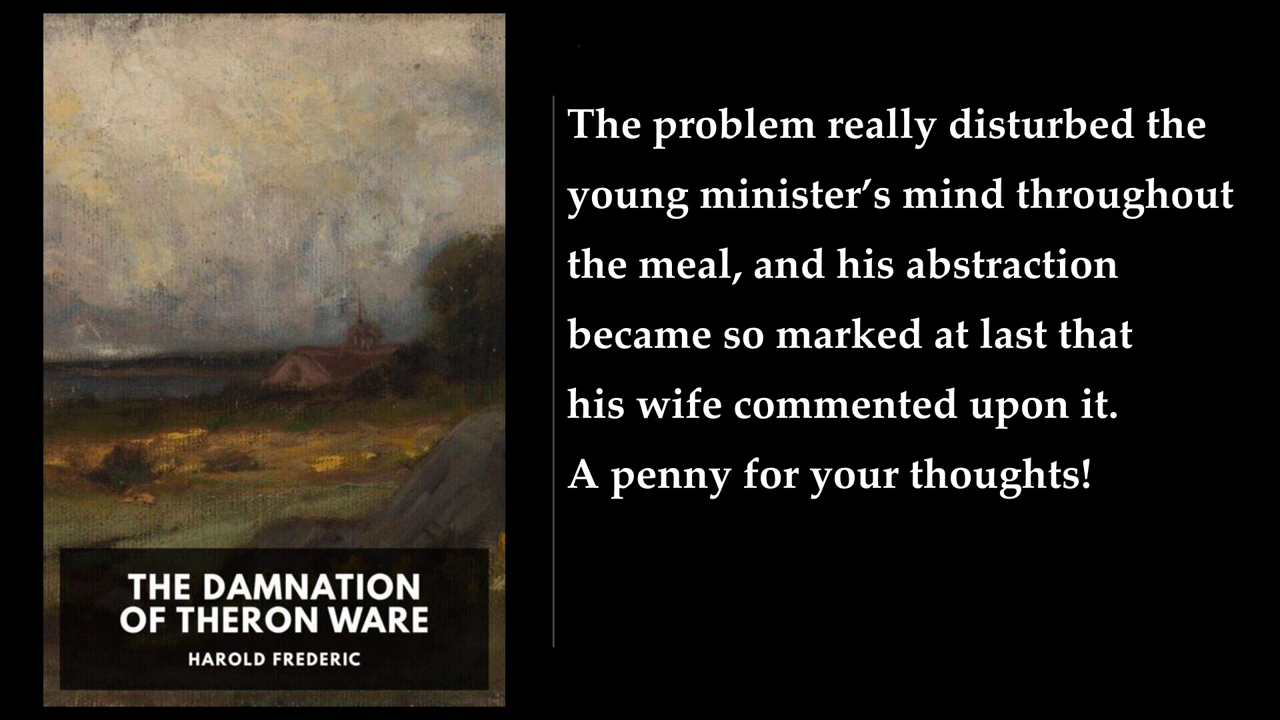 The problem really disturbed the
young minister’s mind throughout
the meal, and his abstraction
became so marked at last that
his wife commented upon it.
A penny for your thoughts!
THE DAMNATION
OF THERON WARE
HAROLD FREDERIC